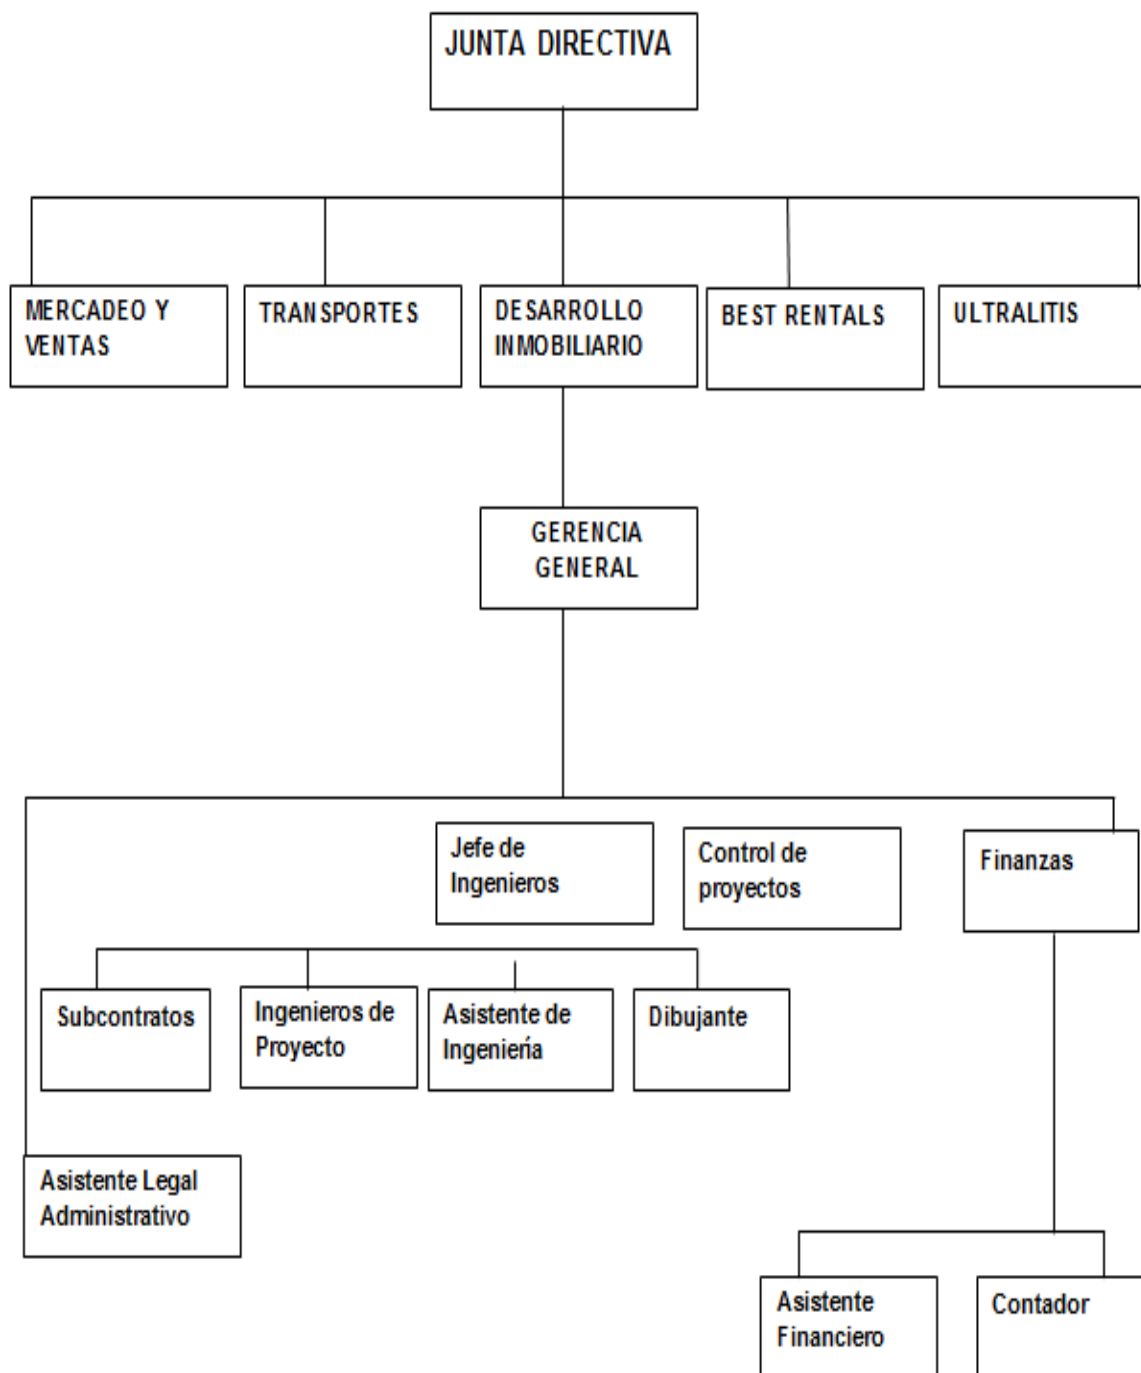 JUNTA DIRECTIVA
MERCADEO Y
VENTAS
TRANSPORTES
DESARROLLO
INMOBILIARIO
BEST RENTALS
ULTRALITIS
GERENCIA
GENERAL
Jefe de
Ingenieros
Control de
proyectos
Finanzas
Subcontratos
Ingenieros de
Proyecto
Asistente de
Ingeniería
Dibujante
Asistente Legal
Administrativo
Asistente
Financiero
Contador